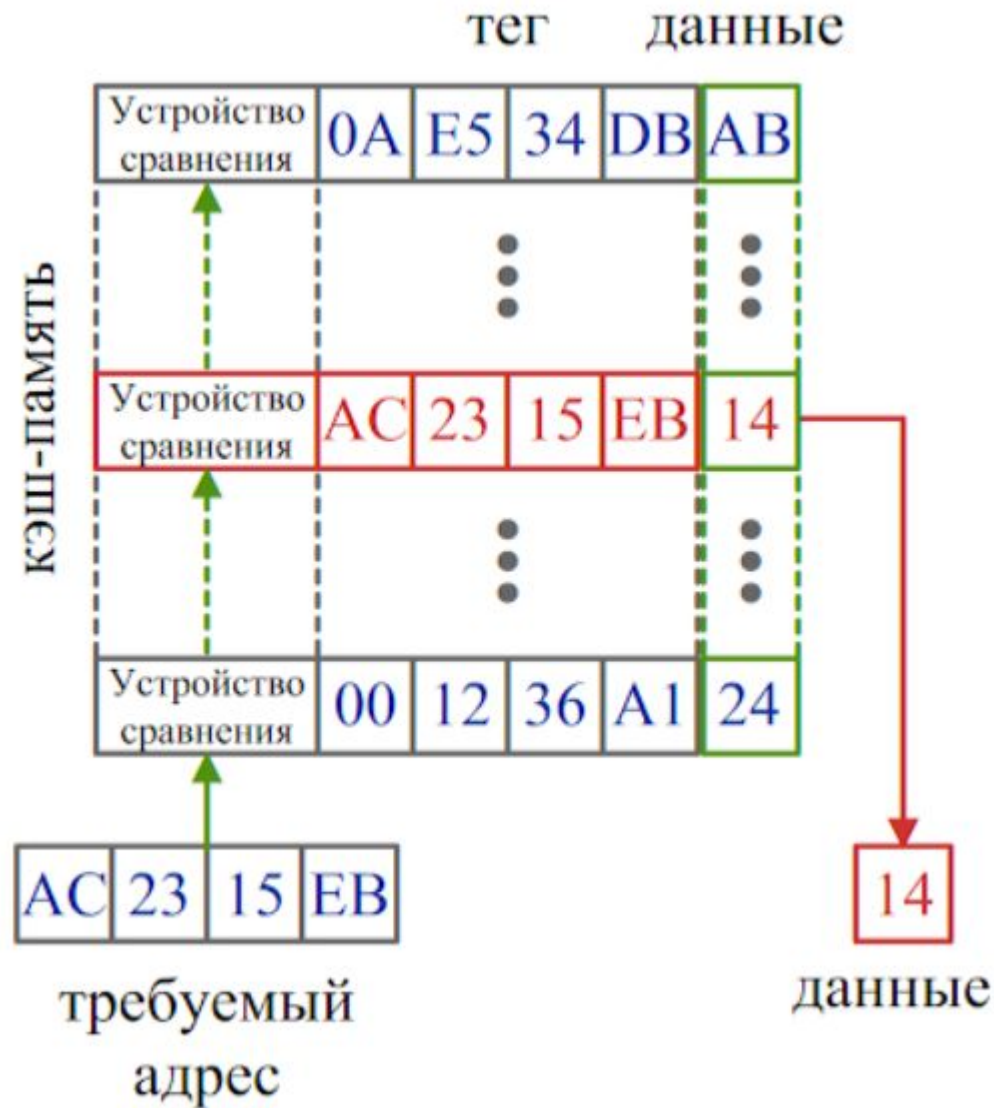 тег данные
Устройство сравнения 0A E5 34 DB AB
кэш-память
Устройство сравнения AC 23 15 EB 14
Устройство сравнения 00 12 36 A1 24
AC 23 15 EB
14
требуемый
адрес
данные